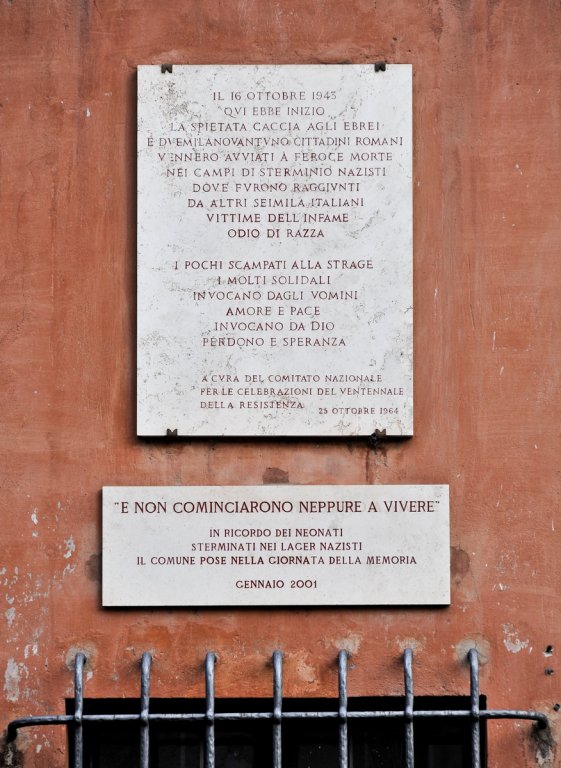 IL 16 OTTOBRE 1943
QVI EBBE INIZIO
LA SPIETATA CACCIA AGLI EBREI
E DVEMILANOVANTVNO CITTADINI ROMANI
VENNERO AVVIATI A FEROCE MORTE
NEI CAMPI DI STERMINIO NAZISTI
DOVE FVRONO RAGGIVNTI
DA ALTRI SEIMILA ITALIANI
VITTIME DELL'INFAME
ODIO DI RAZZA
I POCHI SCAMPATI ALLA STRAGE
I MOLTI SOLIDALI
INVOCANO DAGLI VOMINI
AMORE E PACE
INVOCANO DA DIO
PERDONO E SPERANZA
A CVRA DEL COMITATO NAZIONALE
PER LE CELEBRAZIONI DEL VENTENNALE
DELLA RESISTENZA 25 OTTOBRE 1964
"E NON COMINCIARONO NEPPURE A VIVERE"
IN RICORDO DEI NEONATI
STERMINATI NEI LAGER NAZISTI
IL COMUNE POSE NELLA GIORNATA DELLA MEMORIA
GENNAIO 2001